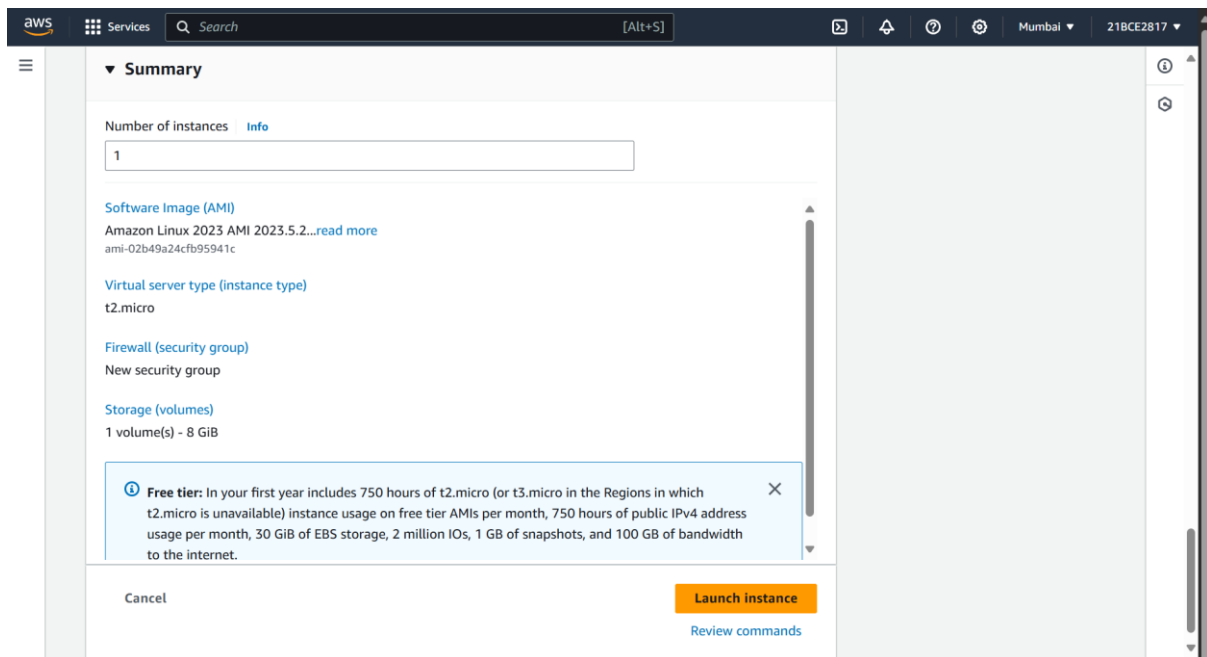 aws Services Search [Alt+S] Mumbai 21BCE2817
Summary
Number of instances Info
1
Software Image (AMI)
Amazon Linux 2023 AMI 2023.5.2...read more
ami-02b49a24cfb95941c
Virtual server type (instance type)
t2.micro
Firewall (security group)
New security group
Storage (volumes)
1 volume(s) - 8 GiB
Free tier: In your first year includes 750 hours of t2.micro (or t3.micro in the Regions in which
t2.micro is unavailable) instance usage on free tier AMIs per month, 750 hours of public IPv4 address
usage per month, 30 GiB of EBS storage, 2 million IOs, 1 GB of snapshots, and 100 GB of bandwidth
to the internet.
Cancel Launch instance
Review commands